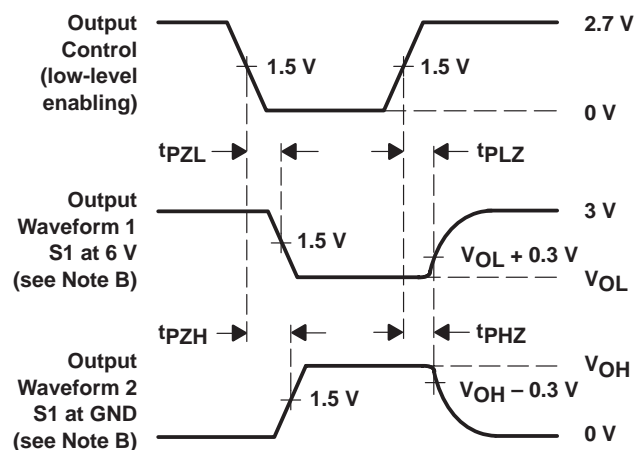 Output
Control
(low-level
enabling)
2.7 V
1.5 V
1.5 V
0 V
tPZL
tPLZ
Output
Waveform 1
S1 at 6 V
(see Note B)
3 V
1.5 V
VOL + 0.3 V
VOL
tPZH
tPHZ
Output
Waveform 2
S1 at GND
(see Note B)
VOH
VOH – 0.3 V
1.5 V
0 V